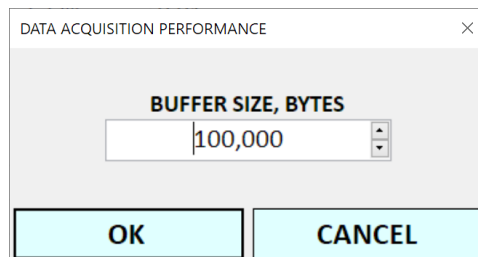 DATA ACQUISITION PERFORMANCE
BUFFER SIZE, BYTES
100,000
OK CANCEL